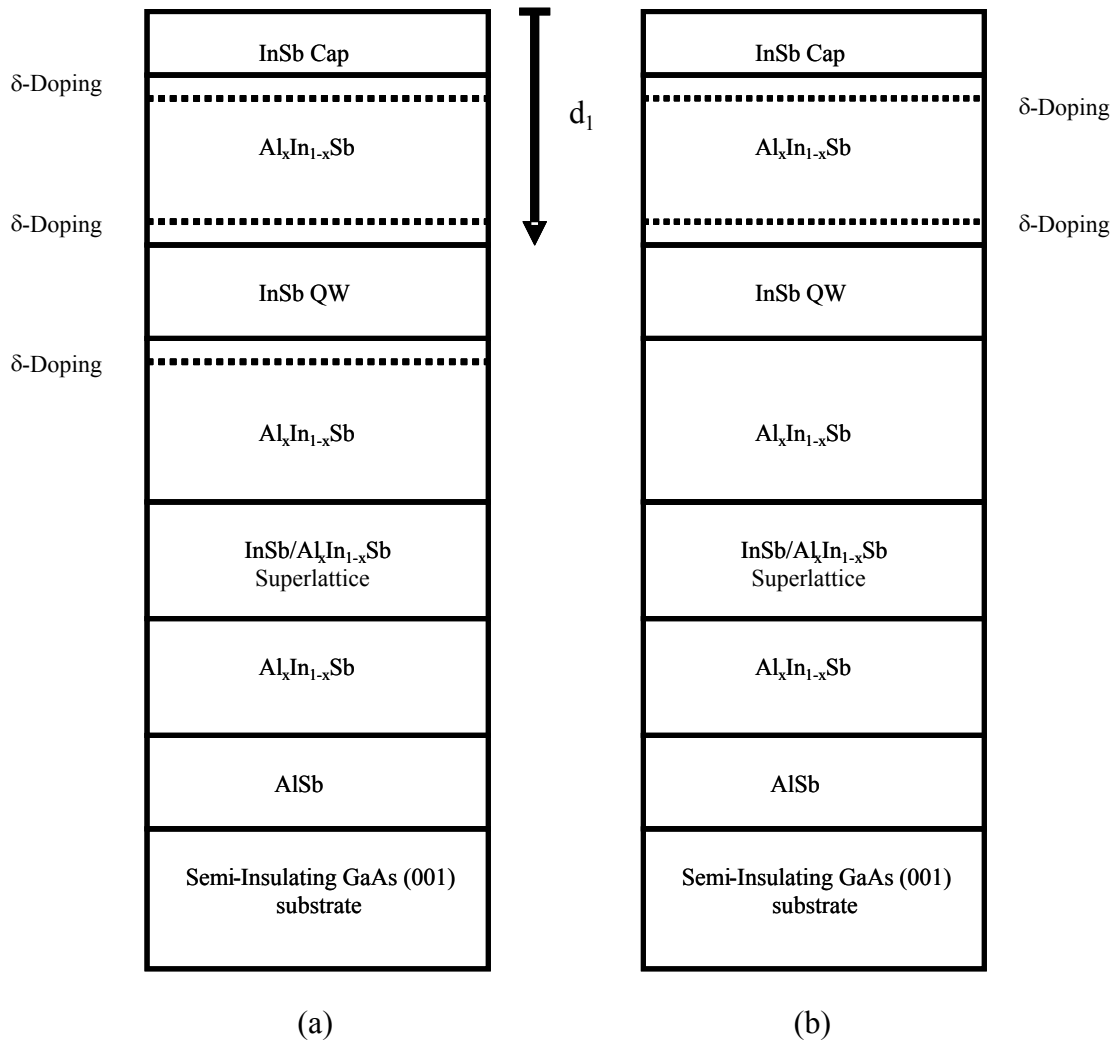 InSb Cap
δ-Doping
AlₓIn₁₋ₓSb
δ-Doping
InSb QW
δ-Doping
AlₓIn₁₋ₓSb
InSb/AlₓIn₁₋ₓSb
Superlattice
AlₓIn₁₋ₓSb
AlSb
Semi-Insulating GaAs (001)
substrate
(a)
d₁
InSb Cap
δ-Doping
AlₓIn₁₋ₓSb
δ-Doping
InSb QW
AlₓIn₁₋ₓSb
InSb/AlₓIn₁₋ₓSb
Superlattice
AlₓIn₁₋ₓSb
AlSb
Semi-Insulating GaAs (001)
substrate
(b)